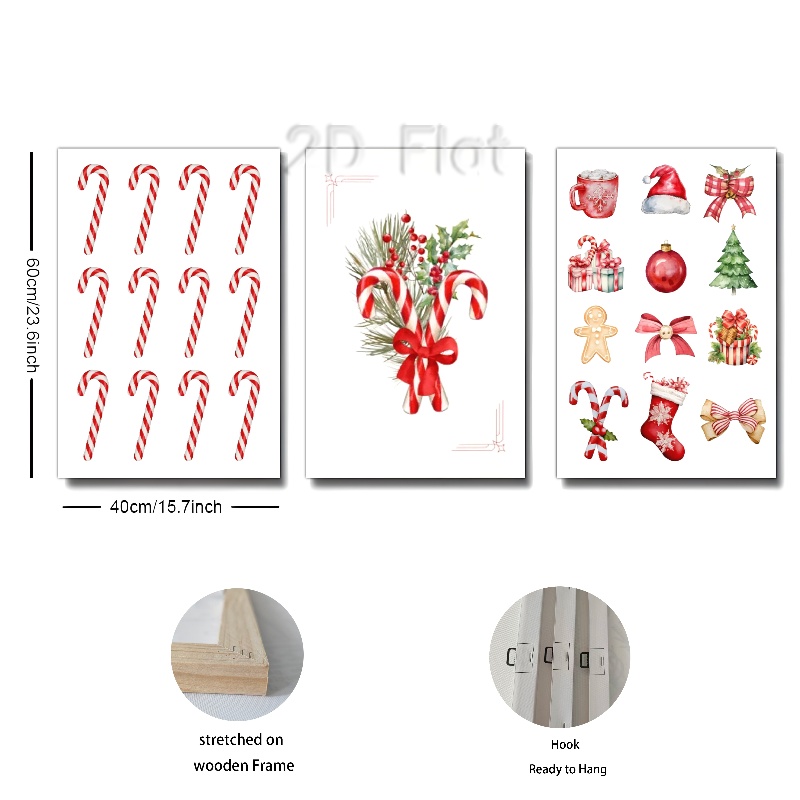 2D Flat
60cm/23.6inch
40cm/15.7inch
stretched on
wooden Frame
Hook
Ready to Hang